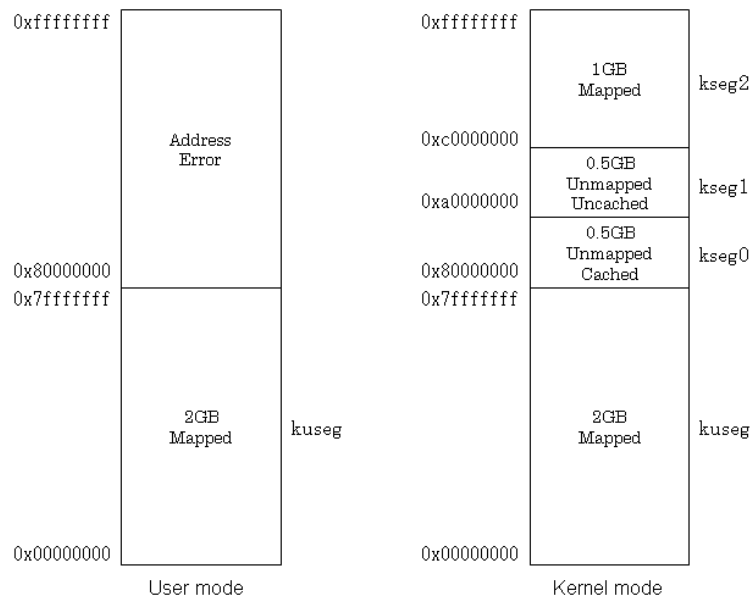 0xffffffff
Address
Error
0x80000000
0x7fffffff
2GB
Mapped
kuseg
0x00000000
User mode
0xffffffff
1GB
Mapped
kseg2
0xc0000000
0.5GB
Unmapped
Uncached
kseg1
0xa0000000
0.5GB
Unmapped
Cached
kseg0
0x80000000
0x7fffffff
2GB
Mapped
kuseg
0x00000000
Kernel mode